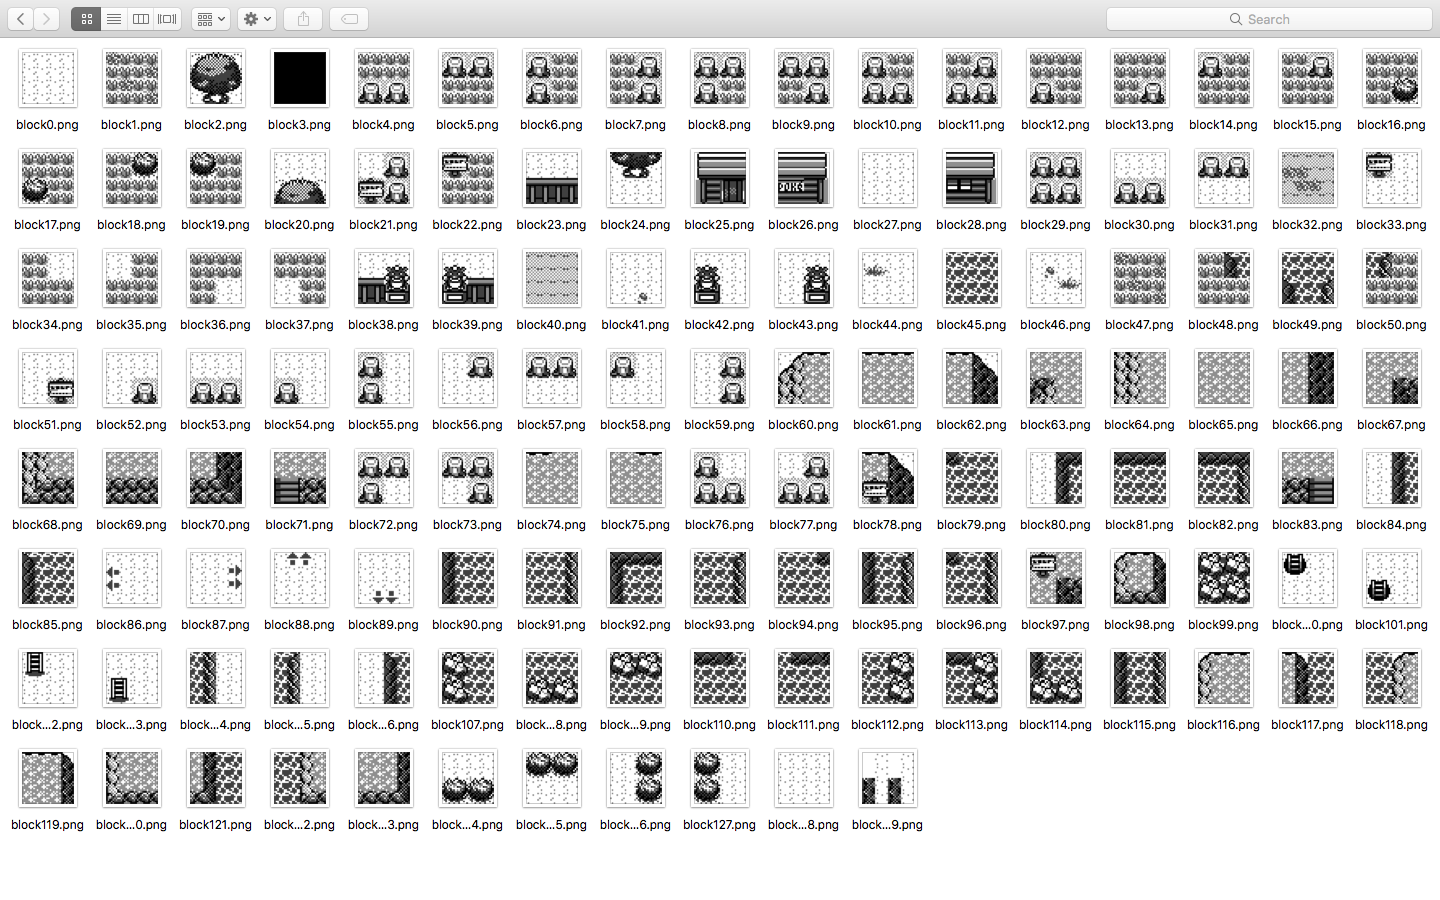 Search
block0.png block1.png block2.png block3.png block4.png block5.png block6.png block7.png block8.png block9.png block10.png block11.png block12.png block13.png block14.png block15.png block16.png
block17.png block18.png block19.png block20.png block21.png block22.png block23.png block24.png block25.png block26.png block27.png block28.png block29.png block30.png block31.png block32.png block33.png
block34.png block35.png block36.png block37.png block38.png block39.png block40.png block41.png block42.png block43.png block44.png block45.png block46.png block47.png block48.png block49.png block50.png
block51.png block52.png block53.png block54.png block55.png block56.png block57.png block58.png block59.png block60.png block61.png block62.png block63.png block64.png block65.png block66.png block67.png
block68.png block69.png block70.png block71.png block72.png block73.png block74.png block75.png block76.png block77.png block78.png block79.png block80.png block81.png block82.png block83.png block84.png
block85.png block86.png block87.png block88.png block89.png block90.png block91.png block92.png block93.png block94.png block95.png block96.png block97.png block98.png block99.png block...0.png block101.png
block...2.png block...3.png block...4.png block...5.png block...6.png block107.png block...8.png block...9.png block110.png block111.png block112.png block113.png block114.png block115.png block116.png block117.png block118.png
block119.png block...0.png block121.png block...2.png block...3.png block...4.png block...5.png block...6.png block127.png block...8.png block...9.png